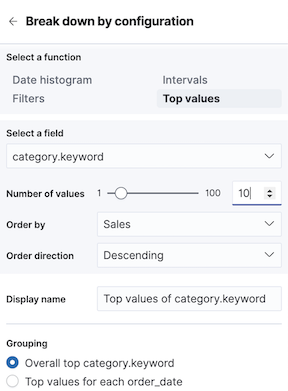 Break down by configuration
Select a function
Date histogram Intervals
Filters Top values
Select a field
category.keyword
Number of values 1 100 10
Order by Sales
Order direction Descending
Display name Top values of category.keyword
Grouping
Overall top category.keyword
Top values for each order_date